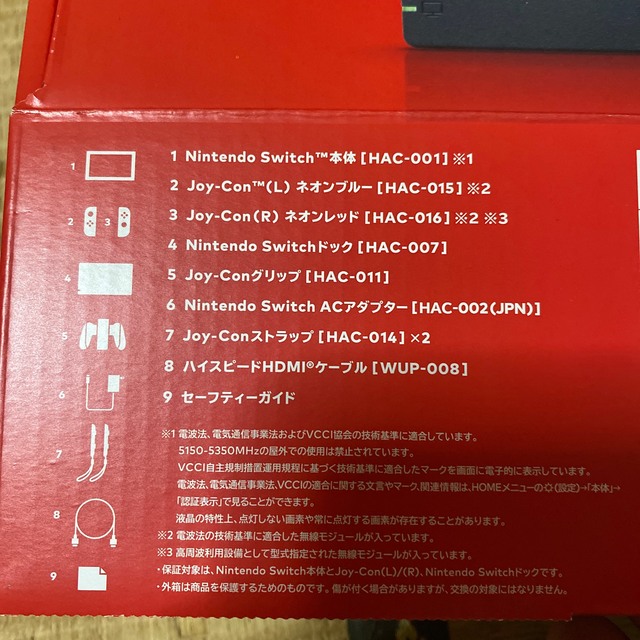 1 Nintendo Switch™本体 [HAC-001] ※1
2 Joy-Con™(L) ネオンブルー [HAC-015] ※2
3 Joy-Con(R) ネオンレッド [HAC-016] ※2 ※3
4 Nintendo Switchドック [HAC-007]
5 Joy-Conグリップ [HAC-011]
6 Nintendo Switch ACアダプター [HAC-002(JPN)]
7 Joy-Conストラップ [HAC-014] ×2
8 ハイスピードHDMI®ケーブル [WUP-008]
9 セーフティーガイド
1
2 3
4
5
6
7
8
9
※1 電波法、電気通信事業法およびVCCI協会の技術基準に適合しています。
5150-5350MHzの屋外での使用は禁止されています。
VCCI自主規制措置運用規程に基づく技術基準に適合したマークを画面に電子的に表示しています。
電波法、電気通信事業法、VCCIの適合に関する文言やマーク、関連情報は、HOMEメニューの(設定)→「本体」→
「認証表示」で見ることができます。
液晶の特性上、点灯しない画素や常に点灯する画素が存在することがあります。
※2 電波法の技術基準に適合した無線モジュールが入っています。
※3 高周波利用設備として型式指定された無線モジュールが入っています。
・保証対象は、Nintendo Switch本体とJoy-Con(L)/(R)、Nintendo Switchドックです。
・外箱は商品を保護するためのものです。傷が付く場合がありますが、交換の対象にはなりません。